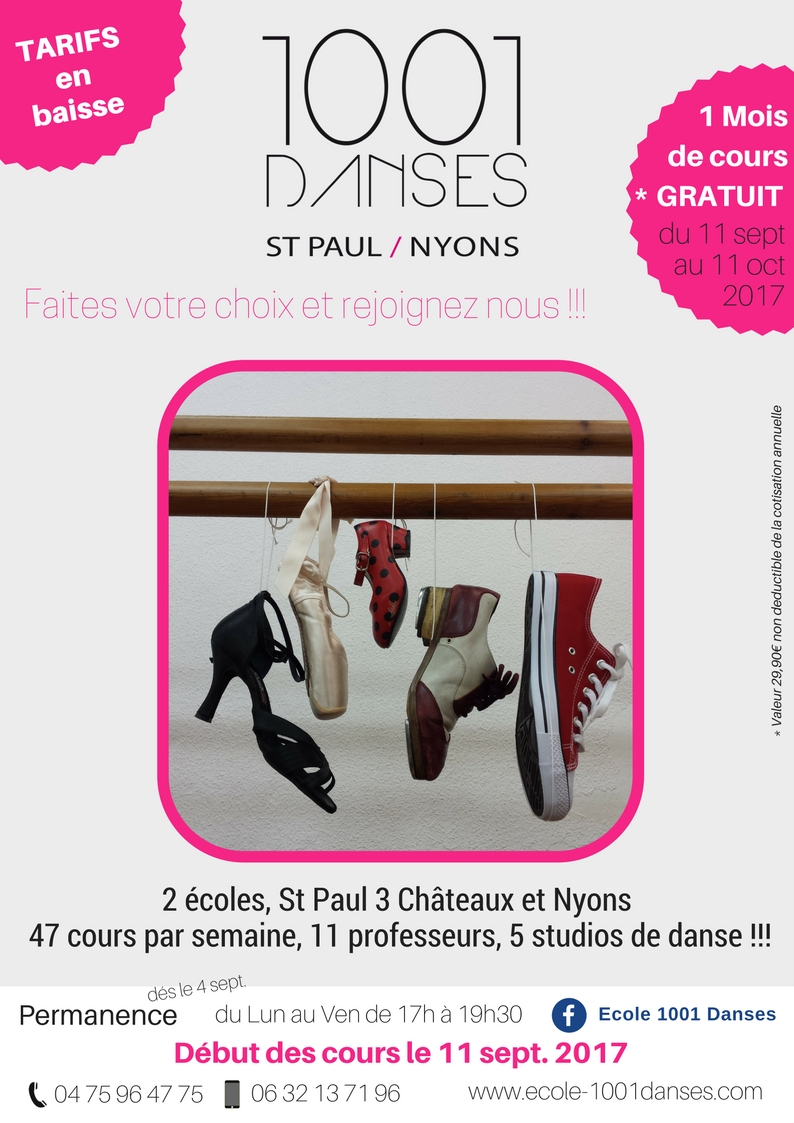 TARIFS
en
baisse
1001
DANSES
ST PAUL / NYONS
1 Mois
de cours
* GRATUIT
du 11 sept
au 11 oct
2017
Faites votre choix et rejoignez nous !!!
* Valeur 29,90€ non deductible de la cotisation annuelle
2 écoles, St Paul 3 Châteaux et Nyons
47 cours par semaine, 11 professeurs, 5 studios de danse !!!
dés le 4 sept.
Permanence du Lun au Ven de 17h à 19h30 Ecole 1001 Danses
Début des cours le 11 sept. 2017
04 75 96 47 75 06 32 13 71 96 www.ecole-1001danses.com